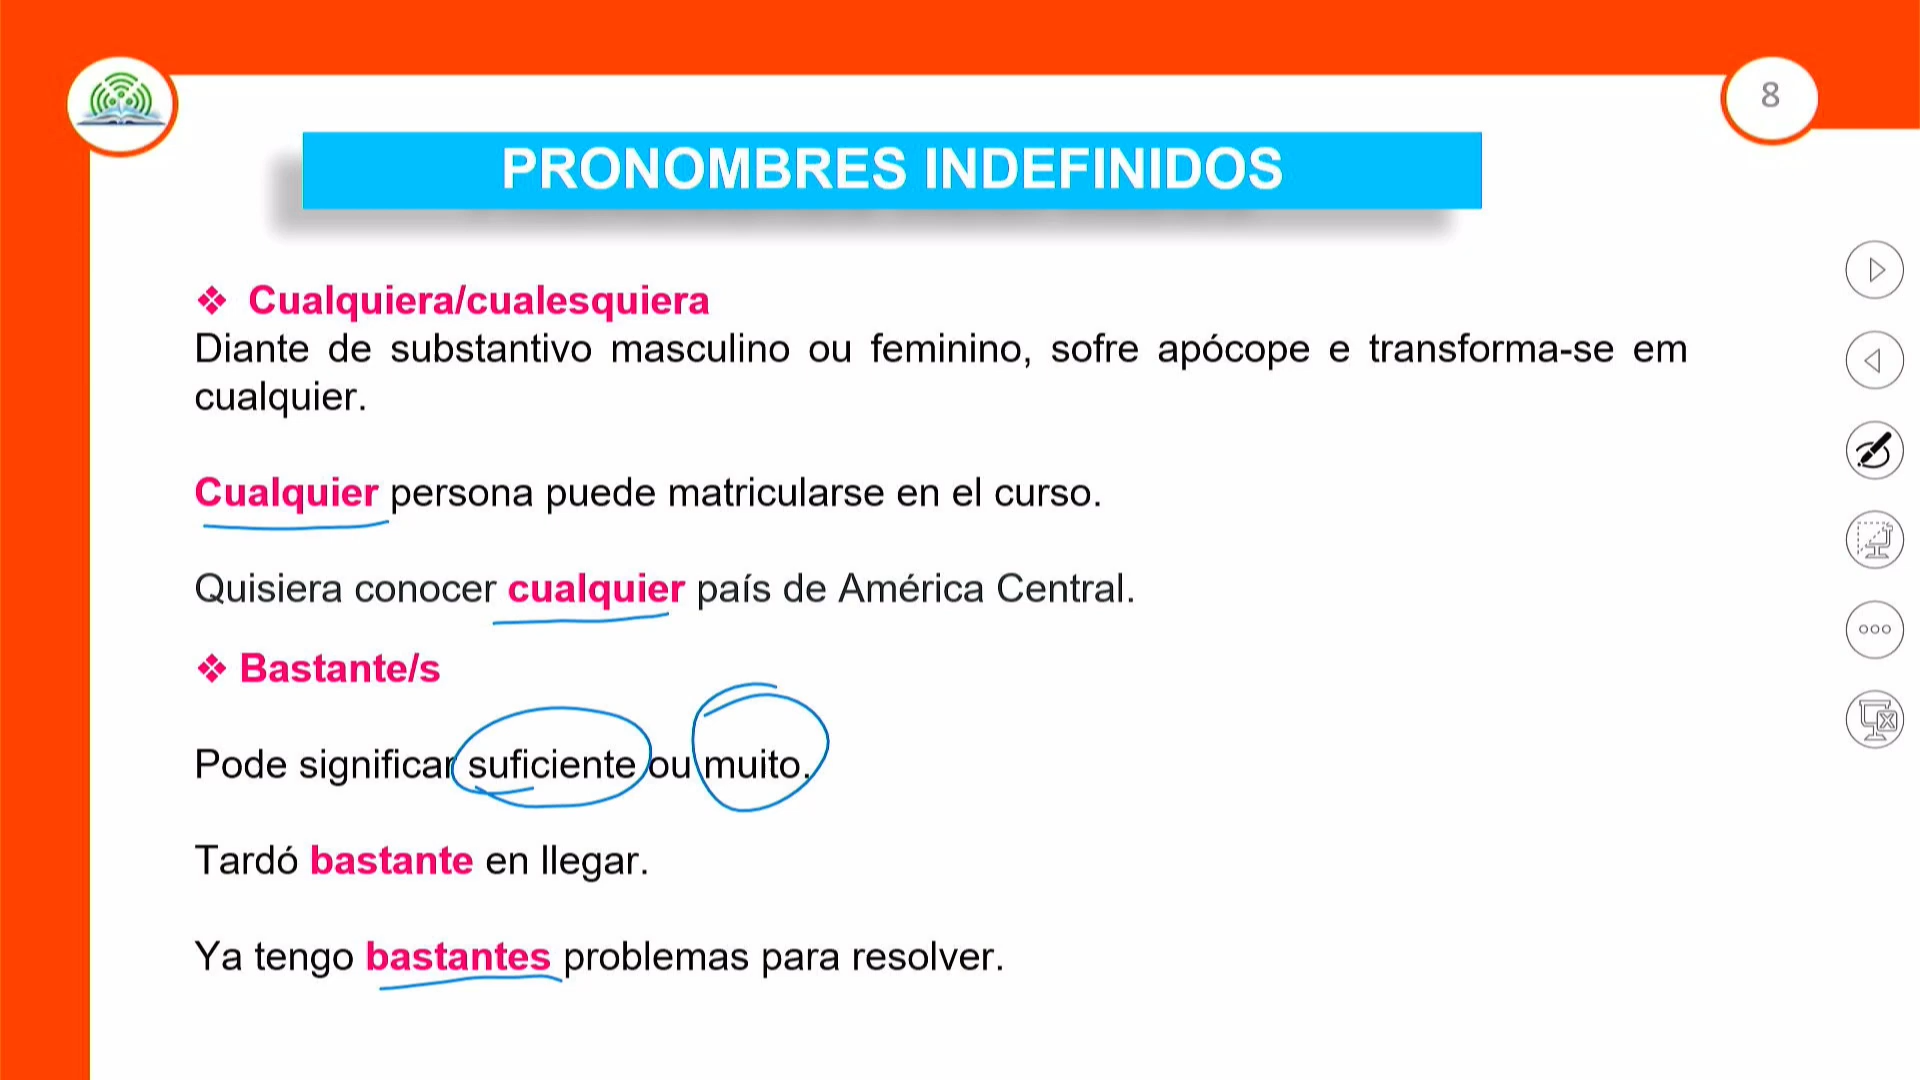 8
PRONOMBRES INDEFINIDOS
❖ Cualquiera/cualesquiera
Diante de substantivo masculino ou feminino, sofre apócope e transforma-se em
cualquier.
Cualquier persona puede matricularse en el curso.
Quisiera conocer cualquier país de América Central.
❖ Bastante/s
Pode significar suficiente ou muito.
Tardó bastante en llegar.
Ya tengo bastantes problemas para resolver.